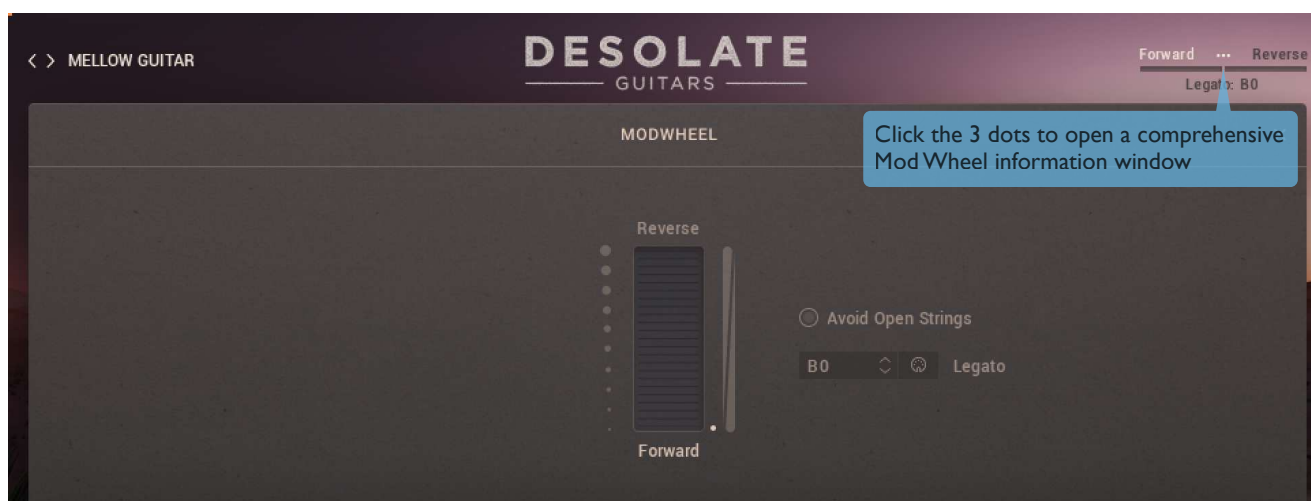 MELLOW GUITAR
DESOLATE
GUITARS
Forward ... Reverse
Legato: B0
MODWHEEL
Click the 3 dots to open a comprehensive
Mod Wheel information window
Reverse
Avoid Open Strings
B0 Legato
Forward